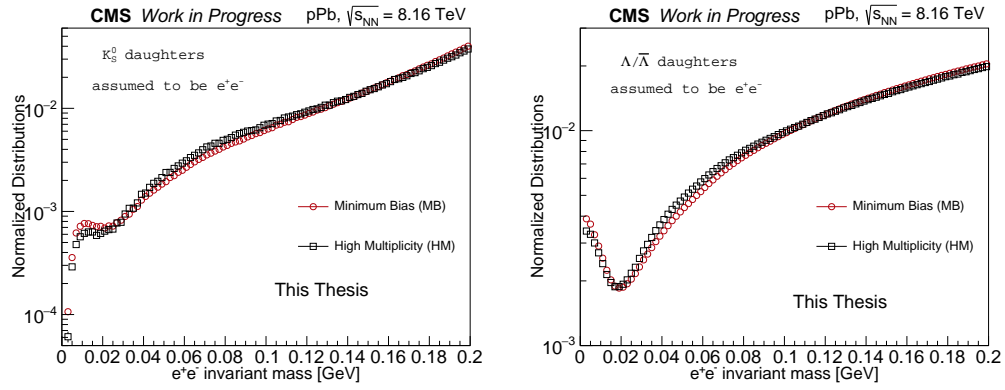 CMS Work in Progress pPb, √s_NN = 8.16 TeV
K⁰_S daughters
assumed to be e⁺e⁻
Normalized Distributions
10⁻²
10⁻³
10⁻⁴
Minimum Bias (MB)
High Multiplicity (HM)
This Thesis
0 0.02 0.04 0.06 0.08 0.1 0.12 0.14 0.16 0.18 0.2
e⁺e⁻ invariant mass [GeV]
CMS Work in Progress pPb, √s_NN = 8.16 TeV
Λ/Λ̅ daughters
assumed to be e⁺e⁻
Normalized Distributions
10⁻²
10⁻³
Minimum Bias (MB)
High Multiplicity (HM)
This Thesis
0 0.02 0.04 0.06 0.08 0.1 0.12 0.14 0.16 0.18 0.2
e⁺e⁻ invariant mass [GeV]